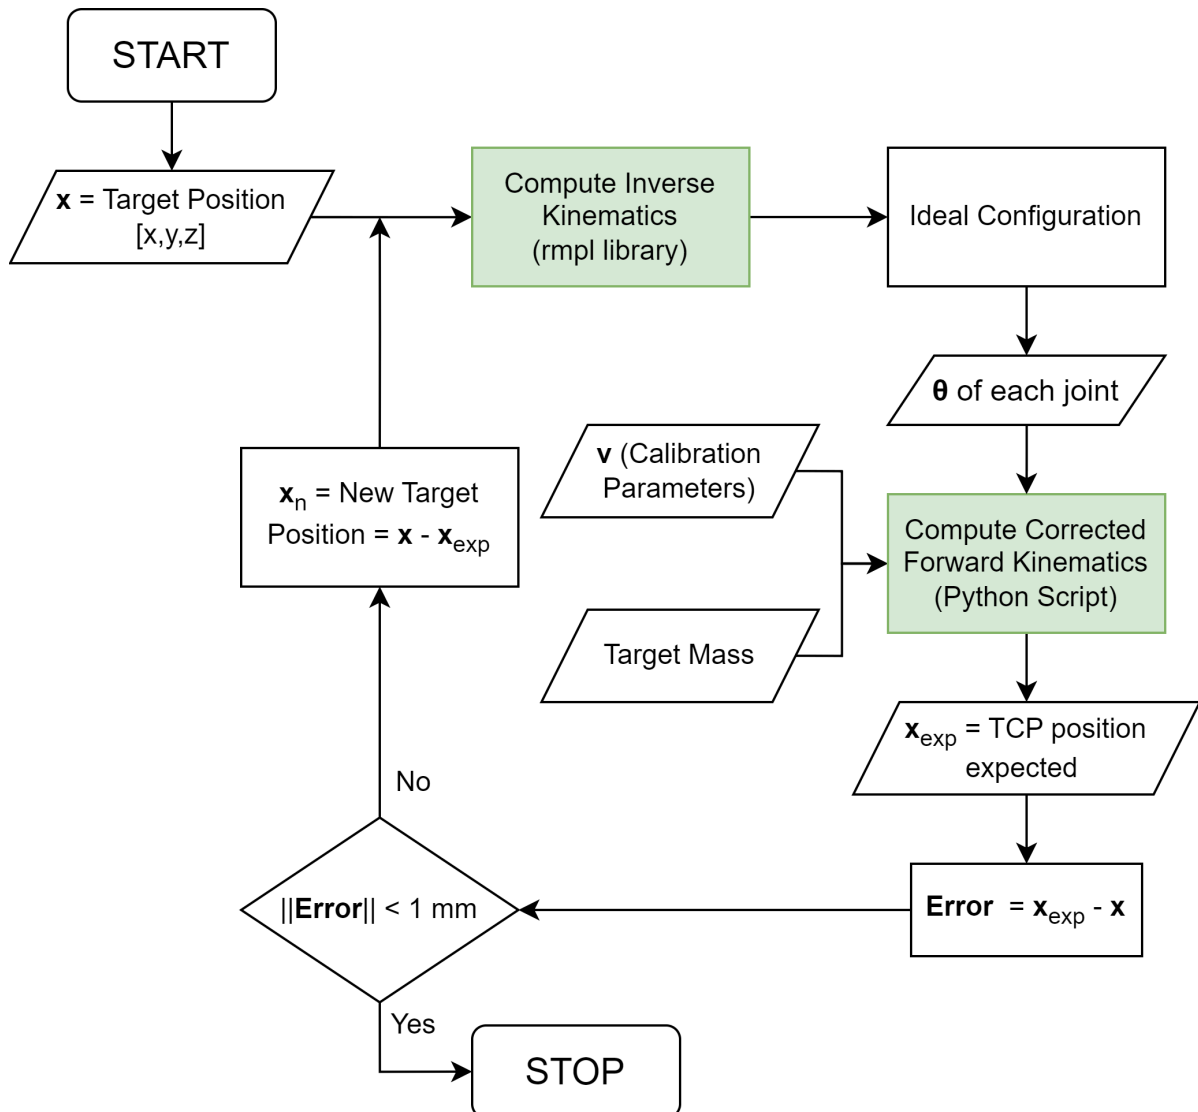 START
x = Target Position
[x,y,z]
Compute Inverse
Kinematics
(rmpl library)
Ideal Configuration
θ of each joint
v (Calibration
Parameters)
xn = New Target
Position = x - xexp
Compute Corrected
Forward Kinematics
(Python Script)
Target Mass
xexp = TCP position
expected
No
||Error|| < 1 mm
Error = xexp - x
Yes
STOP